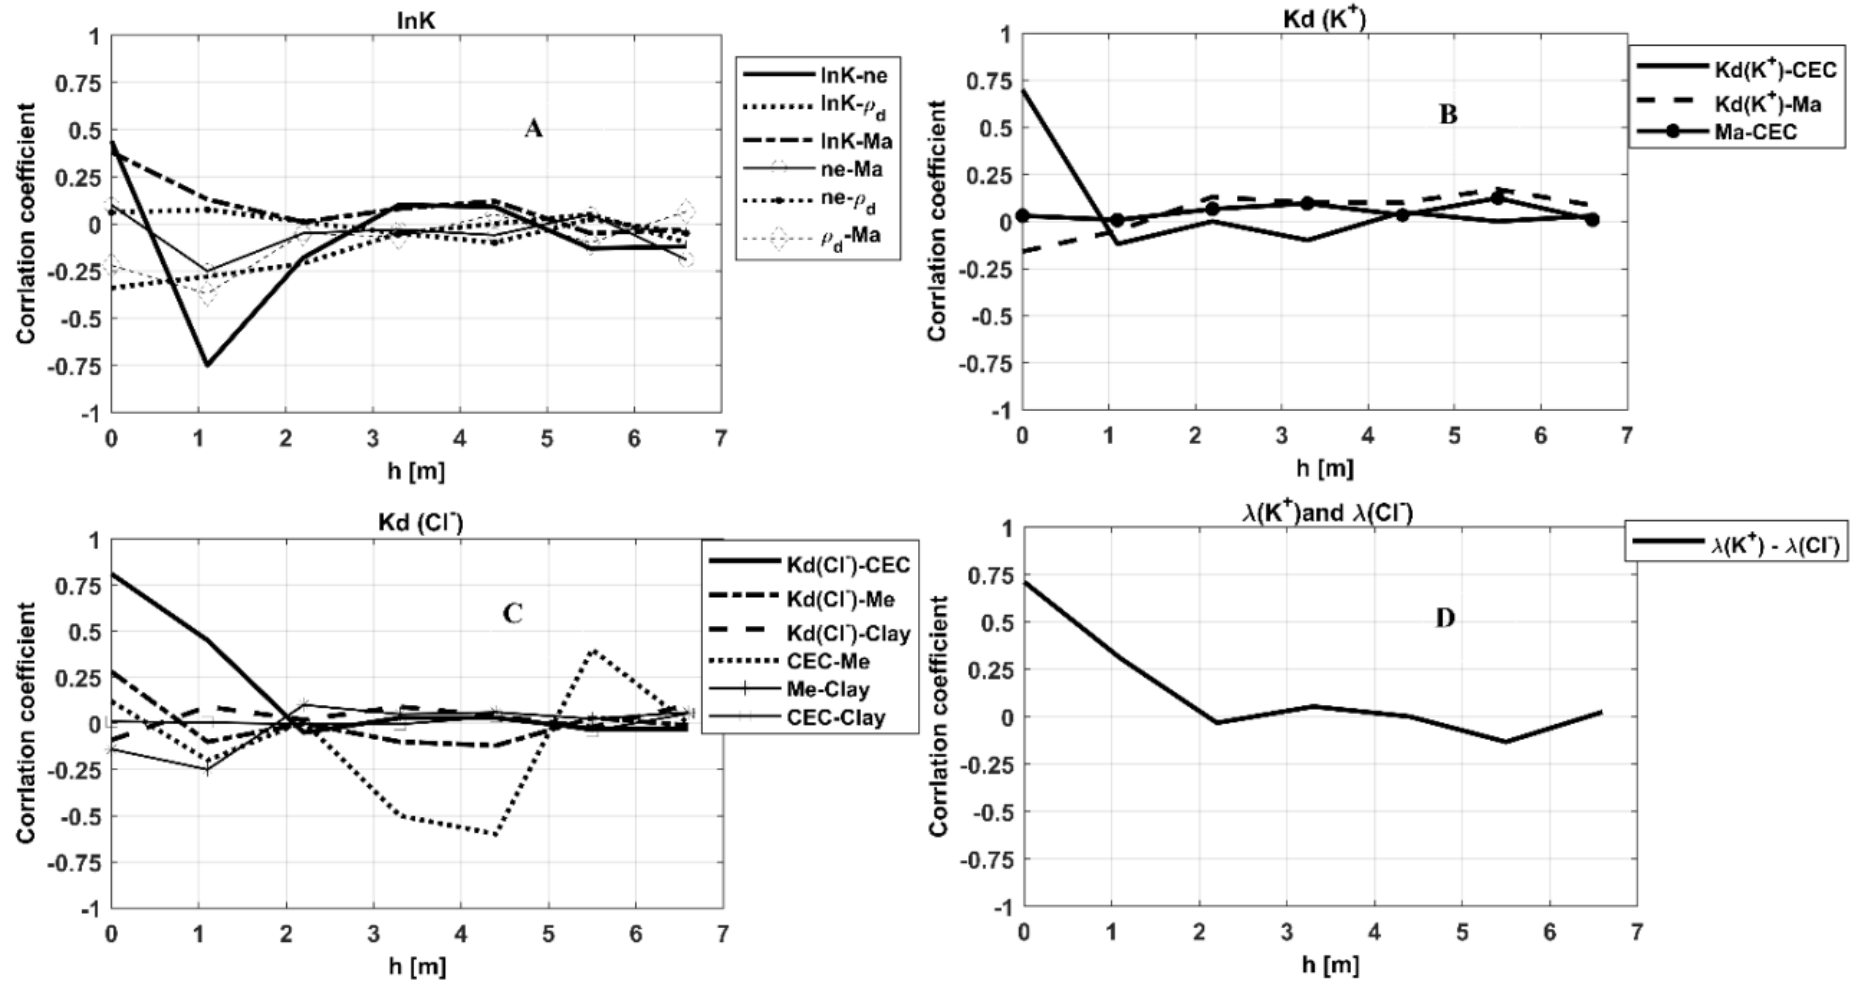 lnK
Corrlation coefficient
1
0.75
0.5
0.25
0
-0.25
-0.5
-0.75
-1
0 1 2 3 4 5 6 7
h [m]
A
lnK-ne
lnK-ρd
lnK-Ma
ne-Ma
ne-ρd
ρd-Ma
Kd (K+)
Corrlation coefficient
1
0.75
0.5
0.25
0
-0.25
-0.5
-0.75
-1
0 1 2 3 4 5 6 7
h [m]
B
Kd(K+)-CEC
Kd(K+)-Ma
Ma-CEC
Kd (Cl-)
Corrlation coefficient
1
0.75
0.5
0.25
0
-0.25
-0.5
-0.75
-1
0 1 2 3 4 5 6 7
h [m]
C
Kd(Cl-)-CEC
Kd(Cl-)-Me
Kd(Cl-)-Clay
CEC-Me
Me-Clay
CEC-Clay
λ(K+)and λ(Cl-)
Corrlation coefficient
1
0.75
0.5
0.25
0
-0.25
-0.5
-0.75
-1
0 1 2 3 4 5 6 7
h [m]
D
λ(K+) - λ(Cl-)